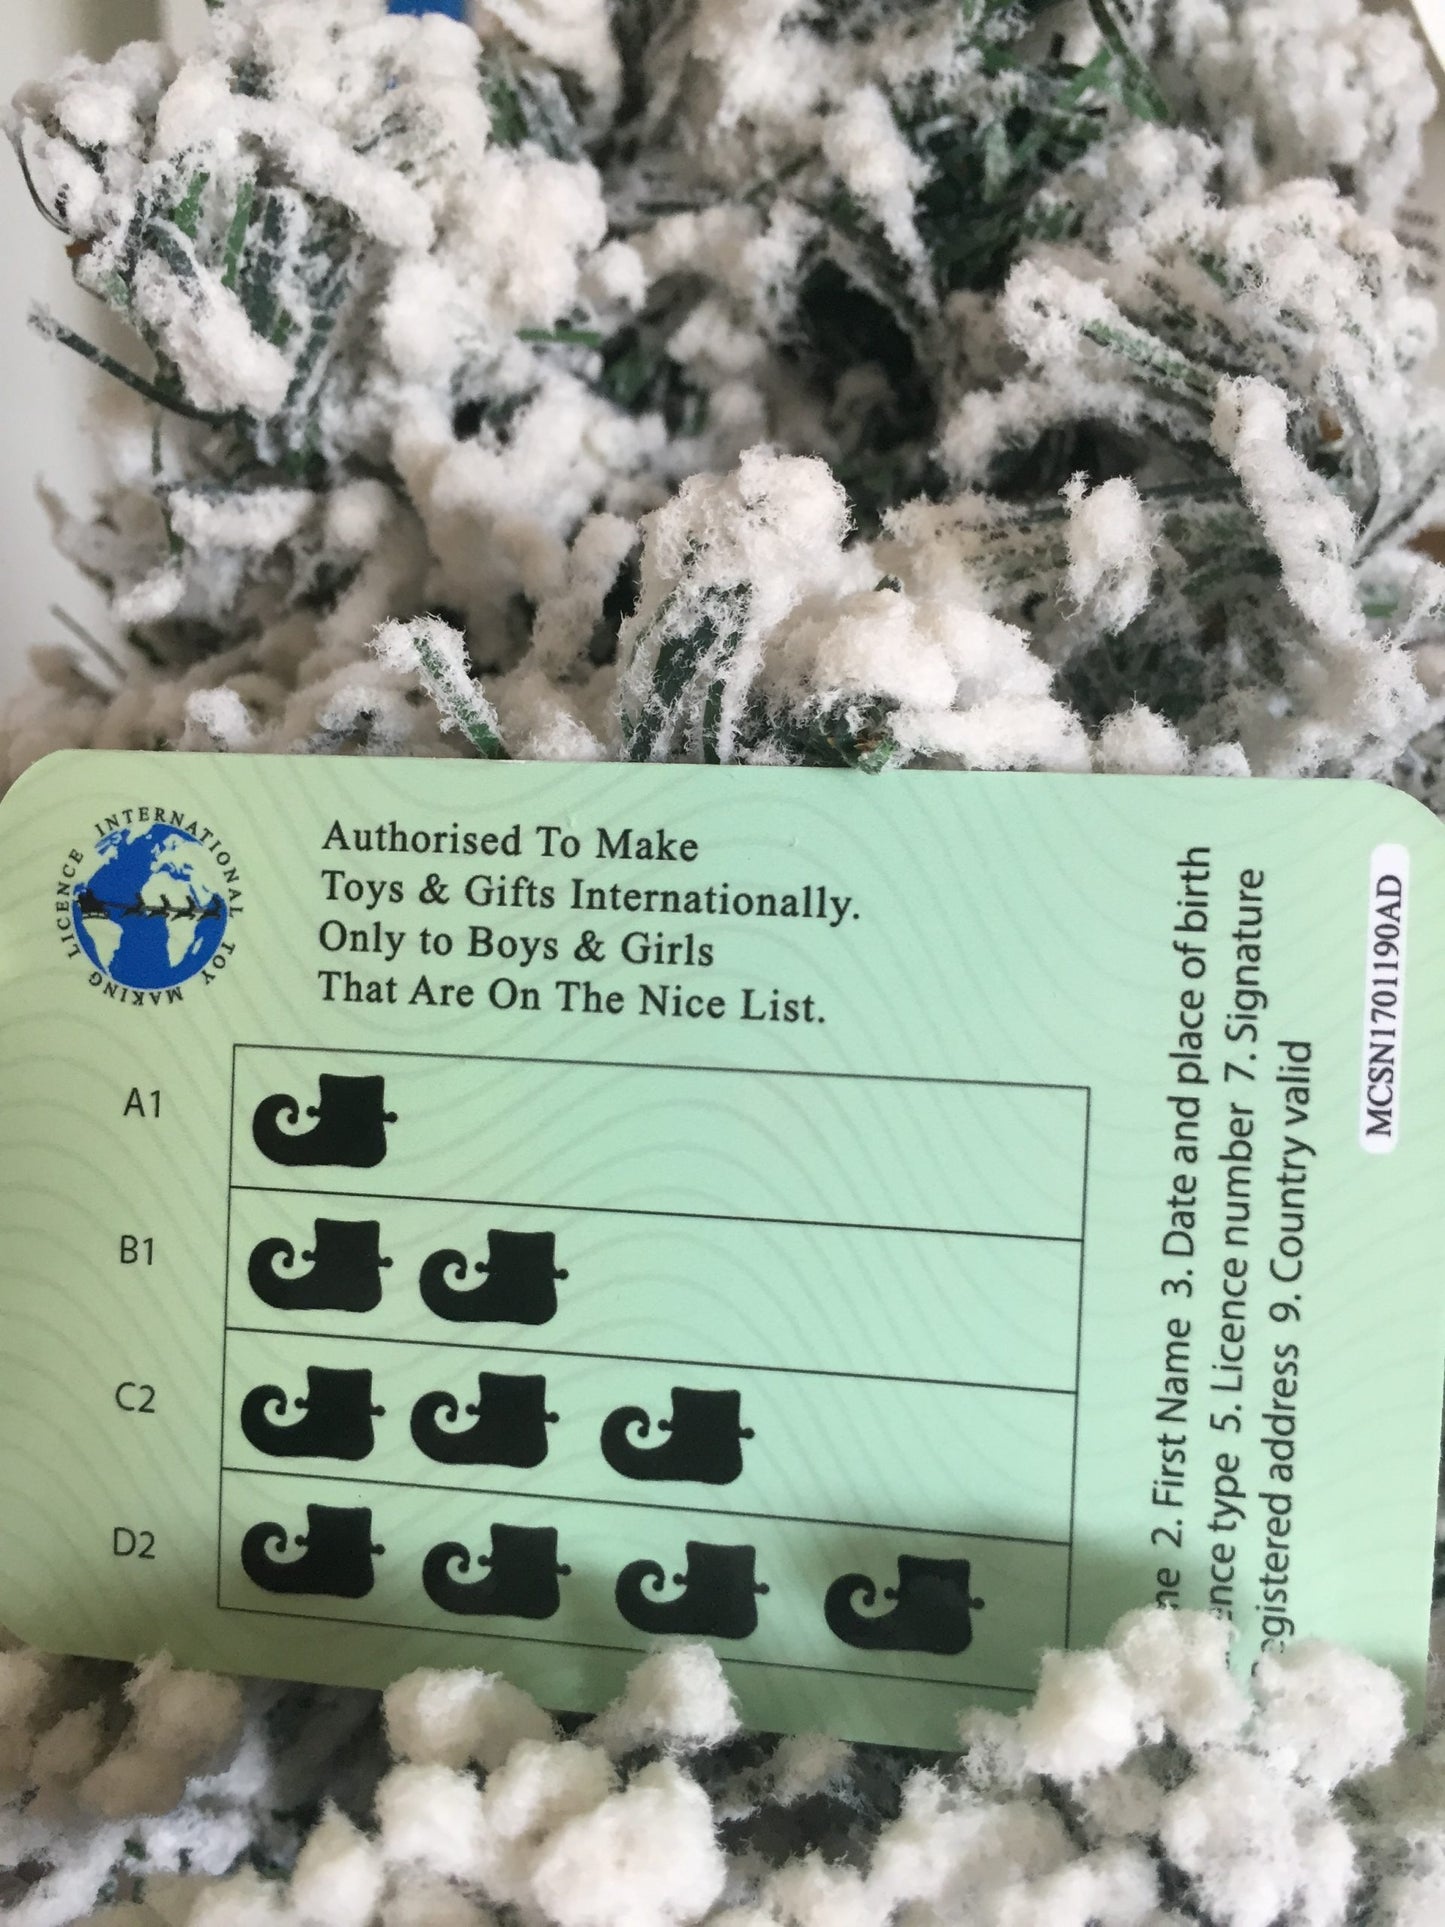 INTERNATIONAL TOY MAKING LICENCE
Authorised To Make
Toys & Gifts Internationally.
Only to Boys & Girls
That Are On The Nice List.
A1
B1
C2
D2
2. First Name 3. Date and place of birth
type 5. Licence number 7. Signature
address 9. Country valid
MCSN1701190AD